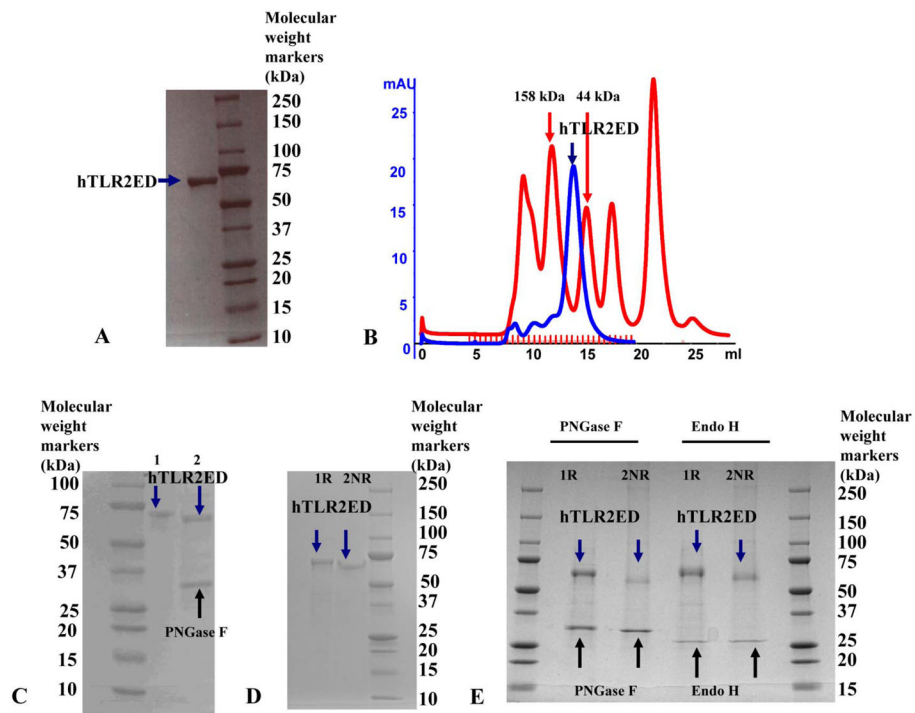 Molecular
weight
markers
(kDa)
250
150
100
75
50
37
25
20
15
10
hTLR2ED
A
mAU
25
20
15
10
5
0
158 kDa
44 kDa
hTLR2ED
0
5
10
15
20
25
ml
B
Molecular
weight
markers
(kDa)
100
75
50
37
25
20
15
10
1 2
hTLR2ED
PNGase F
C
1R 2NR
hTLR2ED
250
150
100
75
50
37
25
20
15
10
D
PNGase F Endo H
1R 2NR 1R 2NR
hTLR2ED hTLR2ED
PNGase F Endo H
Molecular
weight
markers
(kDa)
250
150
100
75
50
37
25
20
15
E